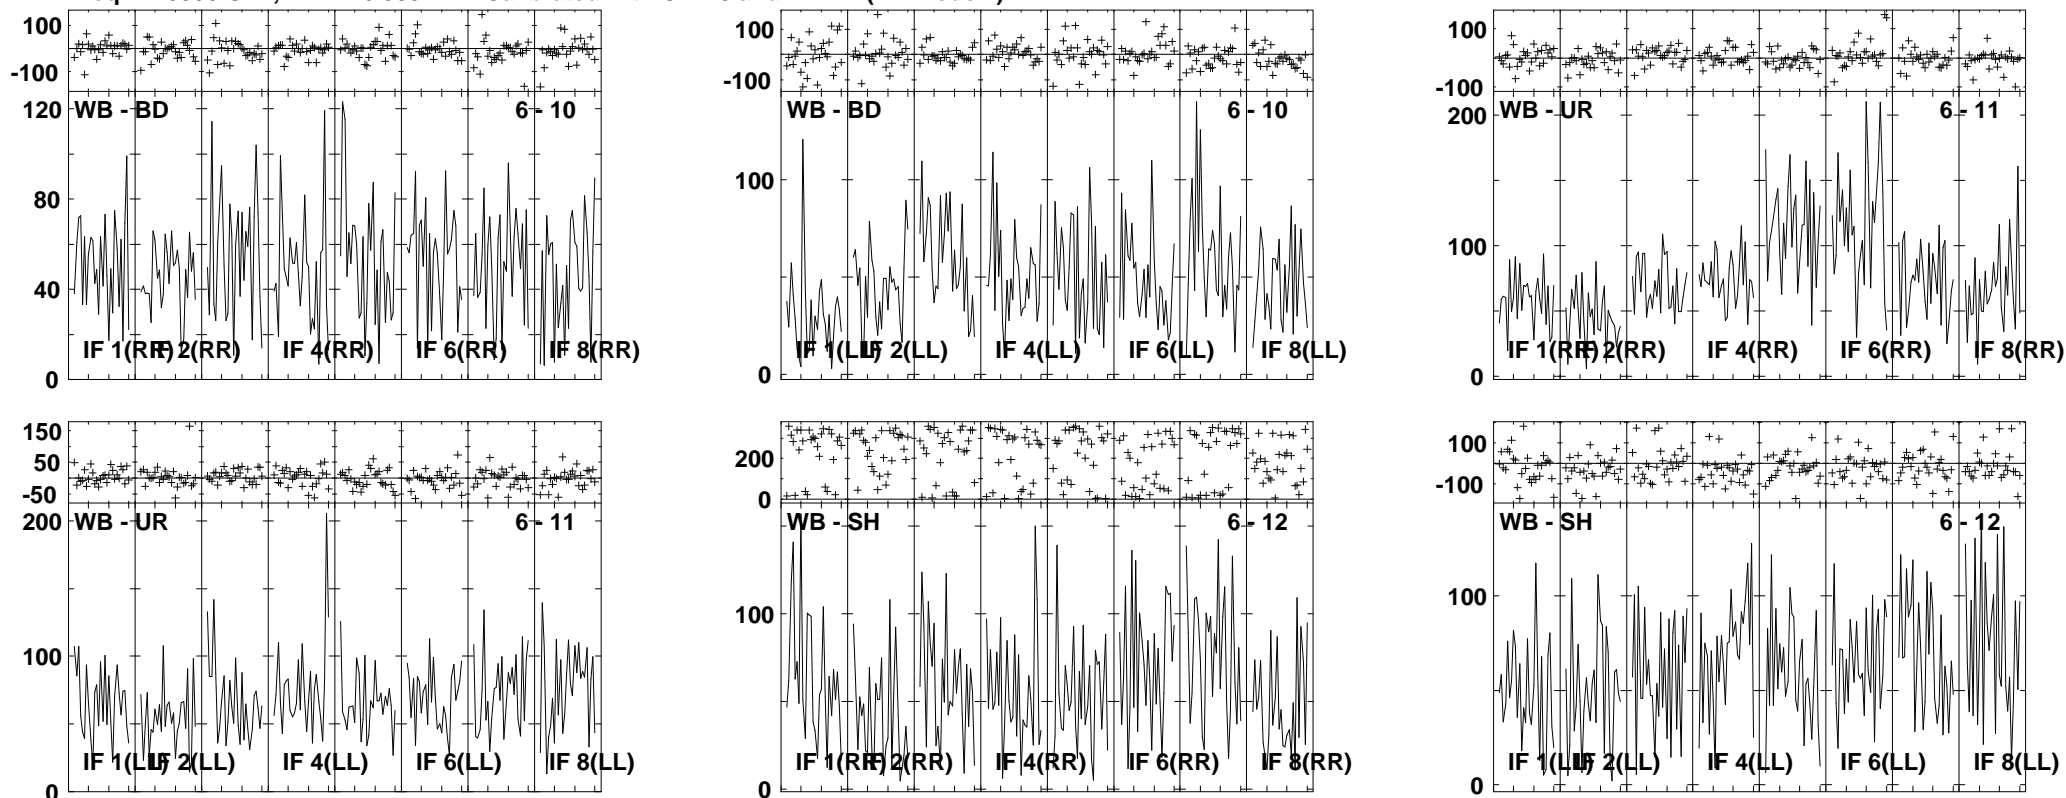 100
-100
120
80
40
0
WB - BD
6 - 10
IF 1(RR)
IF 2(RR)
IF 4(RR)
IF 6(RR)
IF 8(RR)
100
-100
100
0
WB - BD
6 - 10
IF 1(LL)
IF 2(LL)
IF 4(LL)
IF 6(LL)
IF 8(LL)
100
-100
200
100
0
WB - UR
6 - 11
IF 1(RR)
IF 2(RR)
IF 4(RR)
IF 6(RR)
IF 8(RR)
150
50
-50
200
100
0
WB - UR
6 - 11
IF 1(LL)
IF 2(LL)
IF 4(LL)
IF 6(LL)
IF 8(LL)
200
0
100
0
WB - SH
6 - 12
IF 1(RR)
IF 2(RR)
IF 4(RR)
IF 6(RR)
IF 8(RR)
100
-100
100
0
WB - SH
6 - 12
IF 1(LL)
IF 2(LL)
IF 4(LL)
IF 6(LL)
IF 8(LL)